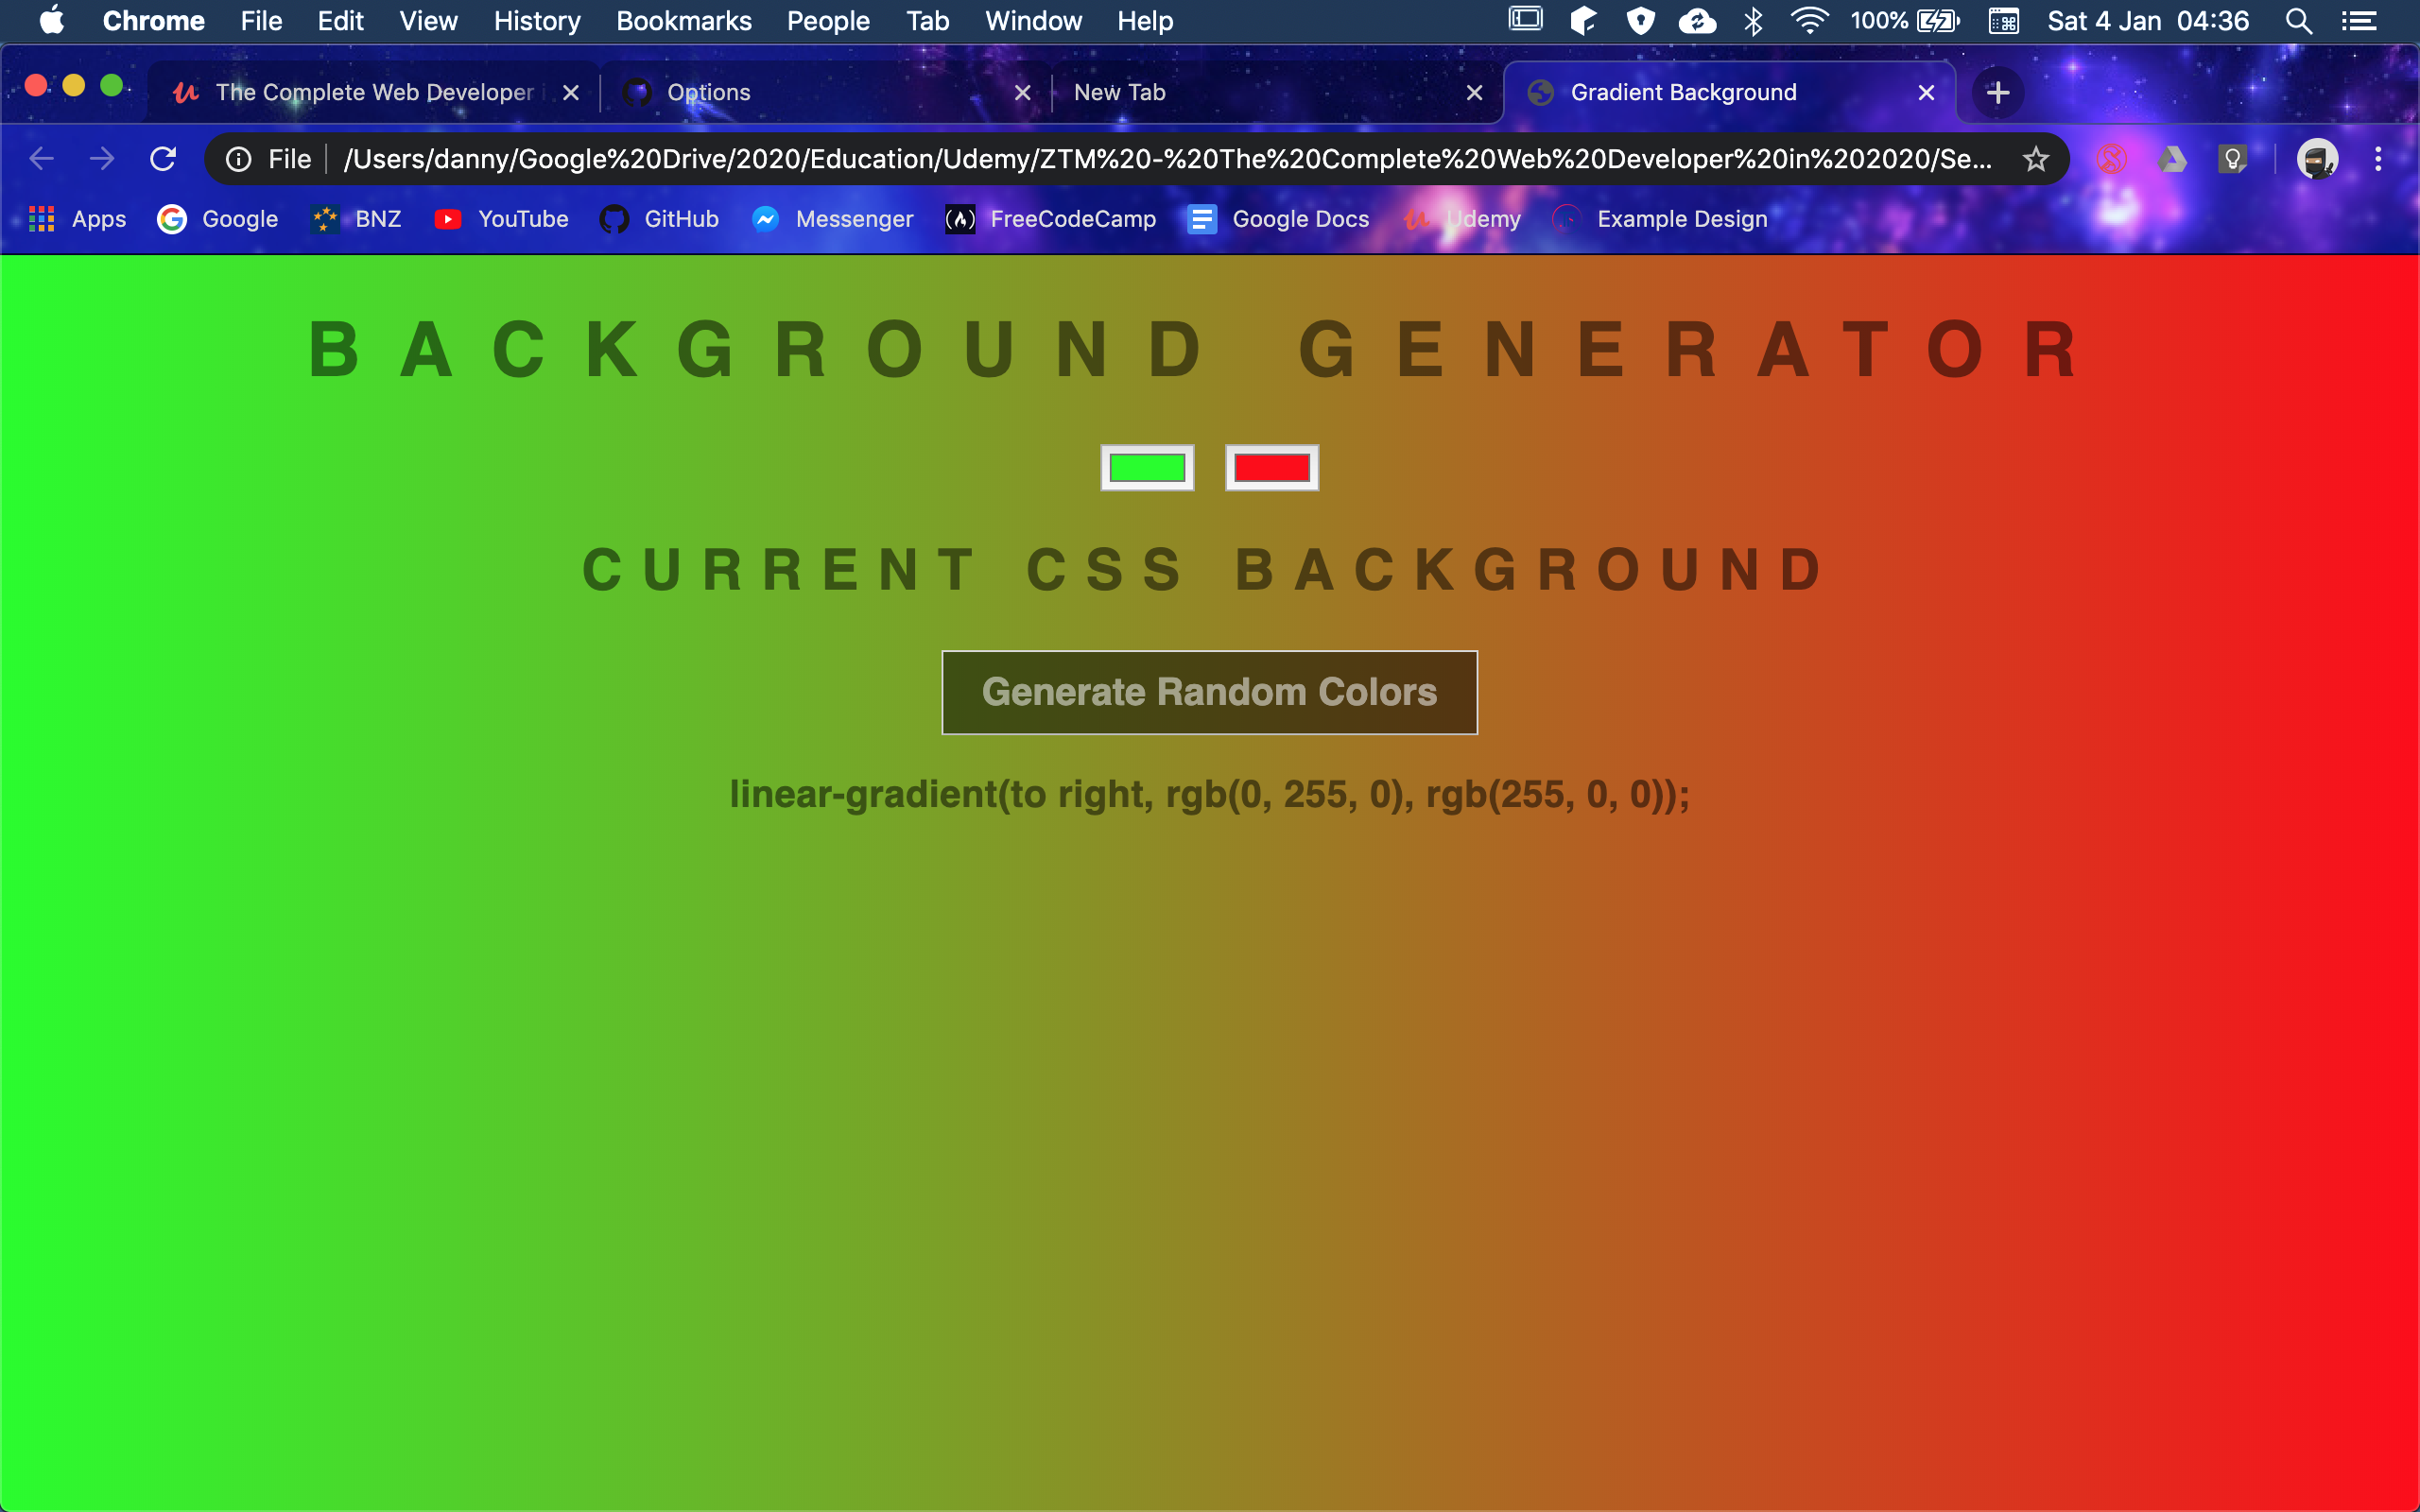 Chrome File Edit View History Bookmarks People Tab Window Help 100% Sat 4 Jan 04:36
The Complete Web Developer Options New Tab Gradient Background
File /Users/danny/Google%20Drive/2020/Education/Udemy/ZTM%20-%20The%20Complete%20Web%20Developer%20in%202020/Se...
Apps Google BNZ YouTube GitHub Messenger FreeCodeCamp Google Docs Udemy Example Design
BACKGROUND GENERATOR
CURRENT CSS BACKGROUND
Generate Random Colors
linear-gradient(to right, rgb(0, 255, 0), rgb(255, 0, 0));